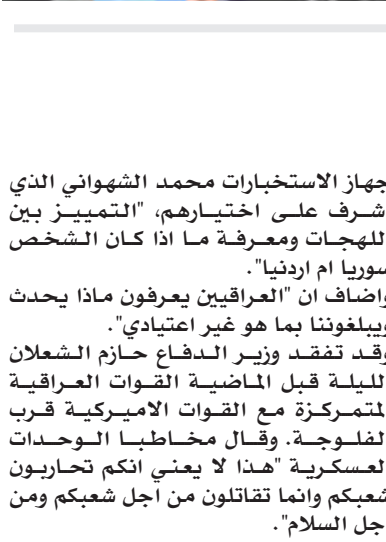 جهاز الاستخبارات محمد الشهواني الذي
شرف على اختيارهم، "التمييز بين
للهجات ومعرفة ما اذا كان الشخص
سوريا ام اردنيا".
واضاف ان "العراقيين يعرفون ماذا يحدث
ويبلغوننا بما هو غير اعتيادي".
وقد تفقد وزير الدفاع حازم الشعلان
لليلة قبل الماضية القوات العراقية
لمتمركزة مع القوات الاميركية قرب
لفلوجة. وقال مخاطبا الوحدات
لعسكرية "هذا لا يعني انكم تحاربون
شعبكم وانما تقاتلون من اجل شعبكم ومن
جل السلام".